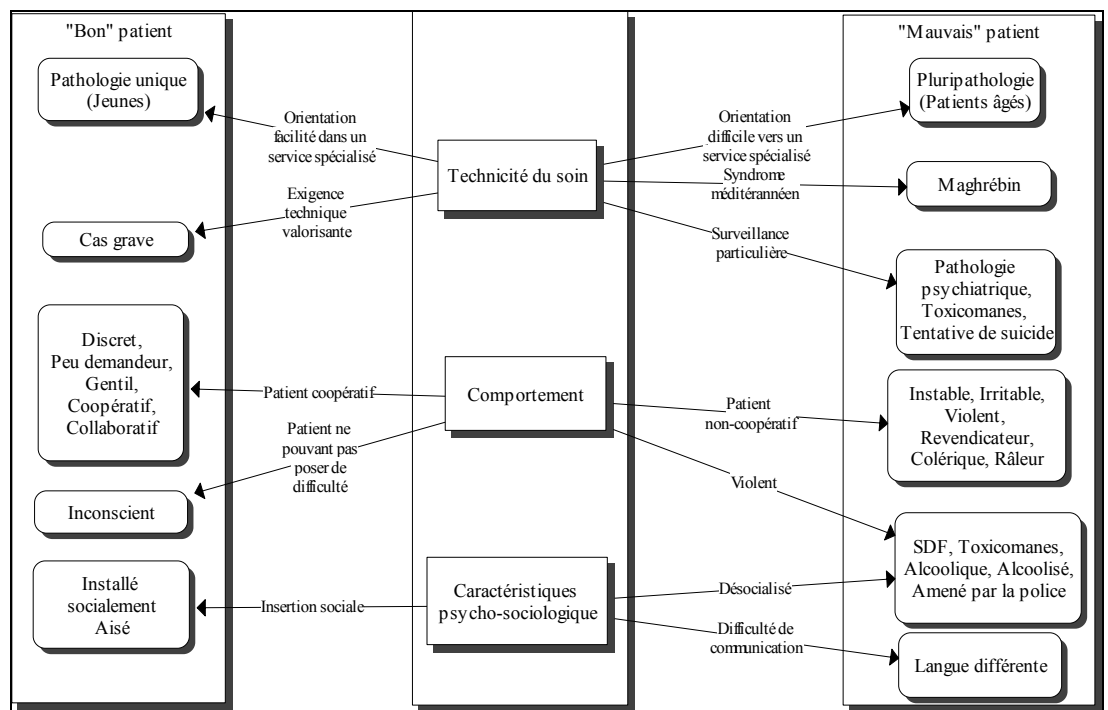 "Bon" patient
Pathologie unique
(Jeunes)
Cas grave
Discret,
Peu demandeur,
Gentil,
Coopératif,
Collaboratif
Inconscient
Installé
socialement
Aisé
Orientation
facilité dans un
service spécialisé
Exigence
technique
valorisante
Patient coopératif
Patient ne
pouvant pas
poser de
difficulté
Insertion sociale
Technicité du soin
Comportement
Caractéristiques
psycho-sociologique
Orientation
difficile vers un
service spécialisé
Syndrome
méditérannéen
Surveillance
particulière
Patient
non-coopératif
Violent
Désocialisé
Difficulté de
communication
"Mauvais" patient
Pluripathologie
(Patients âgés)
Maghrébin
Pathologie
psychiatrique,
Toxicomanes,
Tentative de suicide
Instable, Irritable,
Violent,
Revendicateur,
Colérique, Râleur
SDF, Toxicomanes,
Alcoolique, Alcoolisé,
Amené par la police
Langue différente